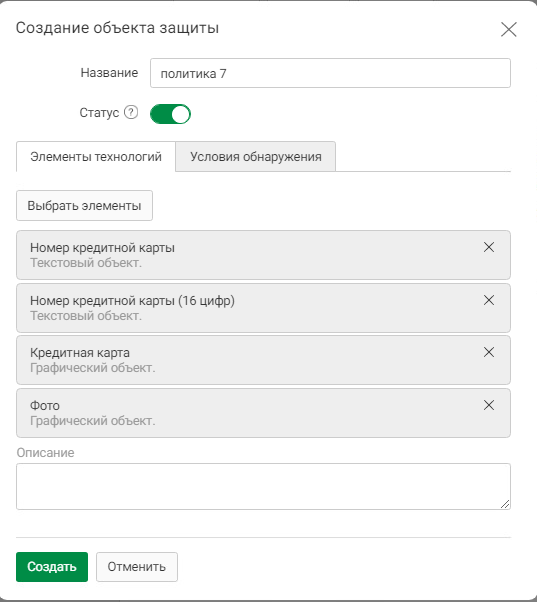 Создание объекта защиты
Название политика 7
Статус ?
Элементы технологий Условия обнаружения
Выбрать элементы
Номер кредитной карты
Текстовый объект.
Номер кредитной карты (16 цифр)
Текстовый объект.
Кредитная карта
Графический объект.
Фото
Графический объект.
Описание
Создать Отменить